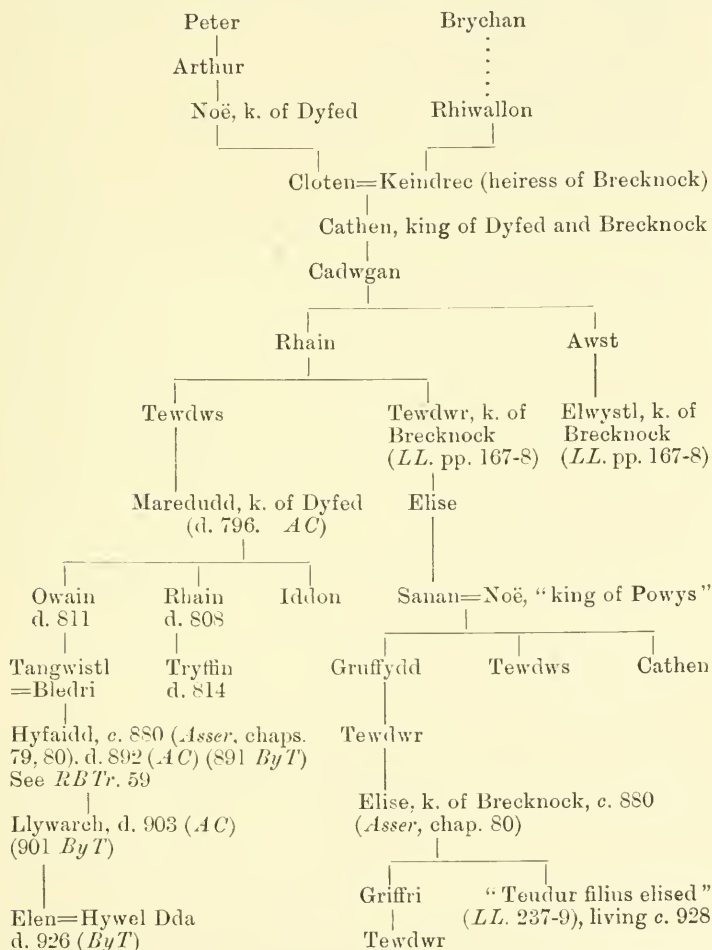 Peter Brychan
Arthur
Noë, k. of Dyfed Rhiwallon
Cloten=Keindrec (heiress of Brecknock)
Cathen, king of Dyfed and Brecknock
Cadwgan
Rhain Awst
Tewdws Tewdwr, k. of Elwystl, k. of
Brecknock Brecknock
(LL. pp. 167-8) (LL. pp. 167-8)
Maredudd, k. of Dyfed Elise
(d. 796. AC)
Owain Rhain Iddon Sanan=Noë, “king of Powys”
d. 811 d. 808
Tangwistl Tryffin Gruffydd Tewdws Cathen
=Bledri d. 814
Hyfaidd, c. 880 (Asser, chaps. Tewdwr
79, 80). d. 892 (AC) (891 ByT)
See RBTr. 59
Elise, k. of Brecknock, c. 880
Llywarch, d. 903 (AC) (Asser, chap. 80)
(901 ByT)
Griffri “Teudur filius elised”
Elen=Hywel Dda (LL. 237-9), living c. 928
d. 926 (ByT) Tewdwr